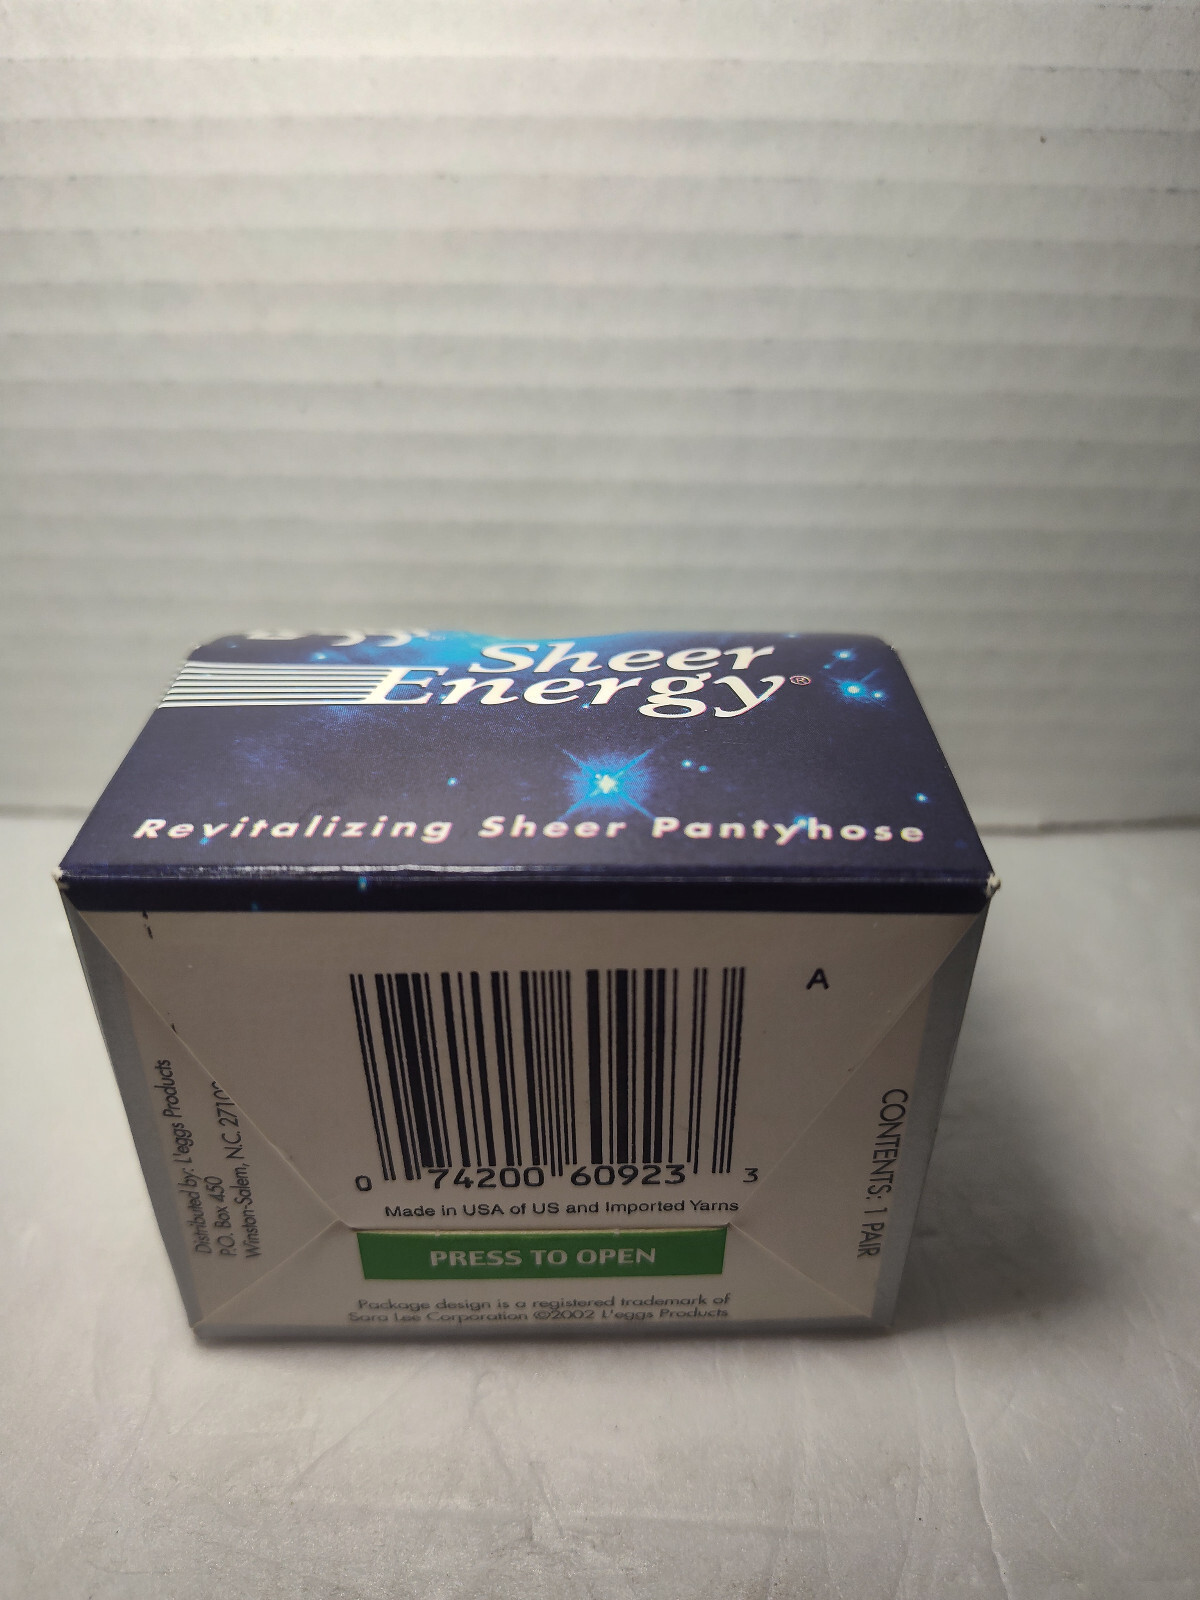 Sheer
Energy®
Revitalizing Sheer Pantyhose
A
0 74200 60923 3
Made in USA of US and Imported Yarns
PRESS TO OPEN
Package design is a registered trademark of
Sara Lee Corporation ©2002 L'eggs Products
Distributed by: L'eggs Products
P.O. Box 450
Winston-Salem, N.C.
CONTENTS: 1 PAIR